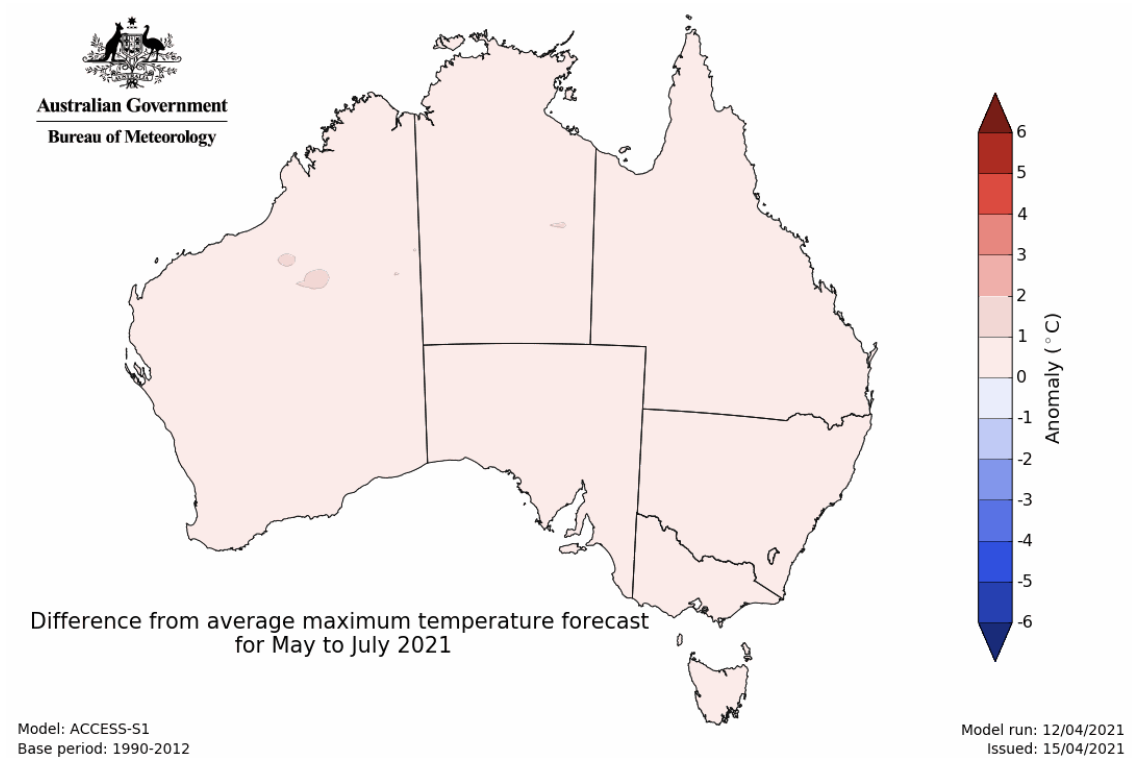 Australian Government
Bureau of Meteorology
6
5
4
3
2
1
0
-1
-2
-3
-4
-5
-6
Anomaly (°C)
Difference from average maximum temperature forecast
for May to July 2021
Model: ACCESS-S1
Base period: 1990-2012
Model run: 12/04/2021
Issued: 15/04/2021